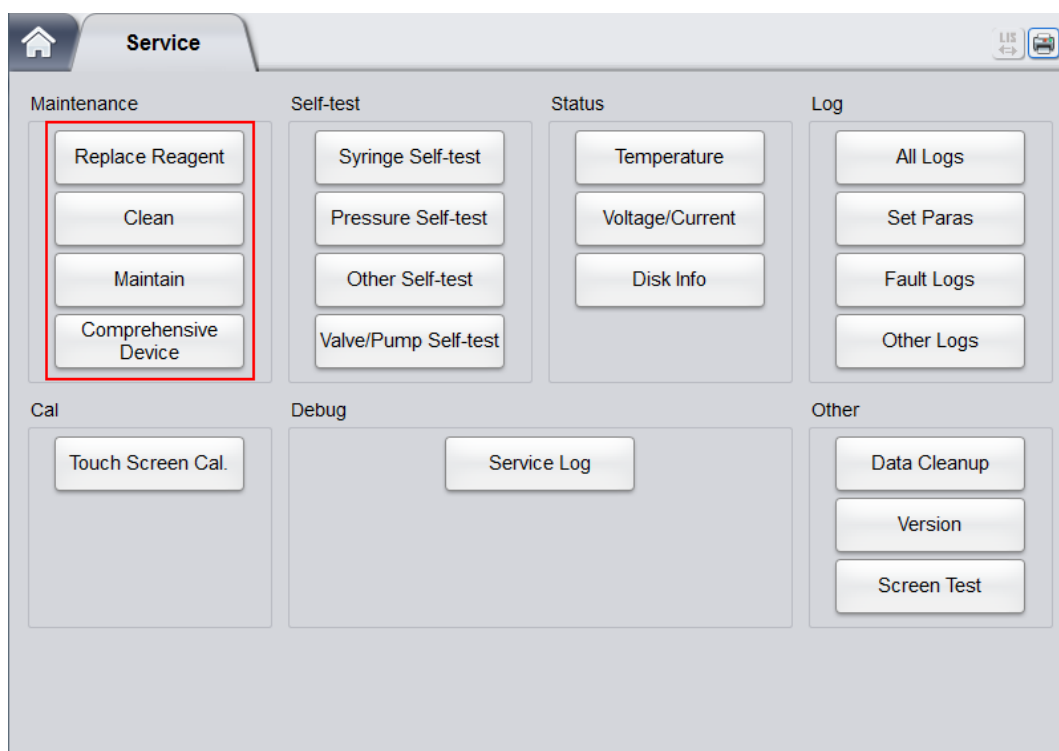 Service
LIS
Maintenance
Replace Reagent
Clean
Maintain
Comprehensive
Device
Self-test
Syringe Self-test
Pressure Self-test
Other Self-test
Valve/Pump Self-test
Status
Temperature
Voltage/Current
Disk Info
Log
All Logs
Set Paras
Fault Logs
Other Logs
Cal
Touch Screen Cal.
Debug
Service Log
Other
Data Cleanup
Version
Screen Test